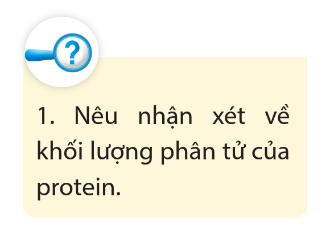 ?
1. Nêu nhận xét về
khối lượng phân tử của
protein.